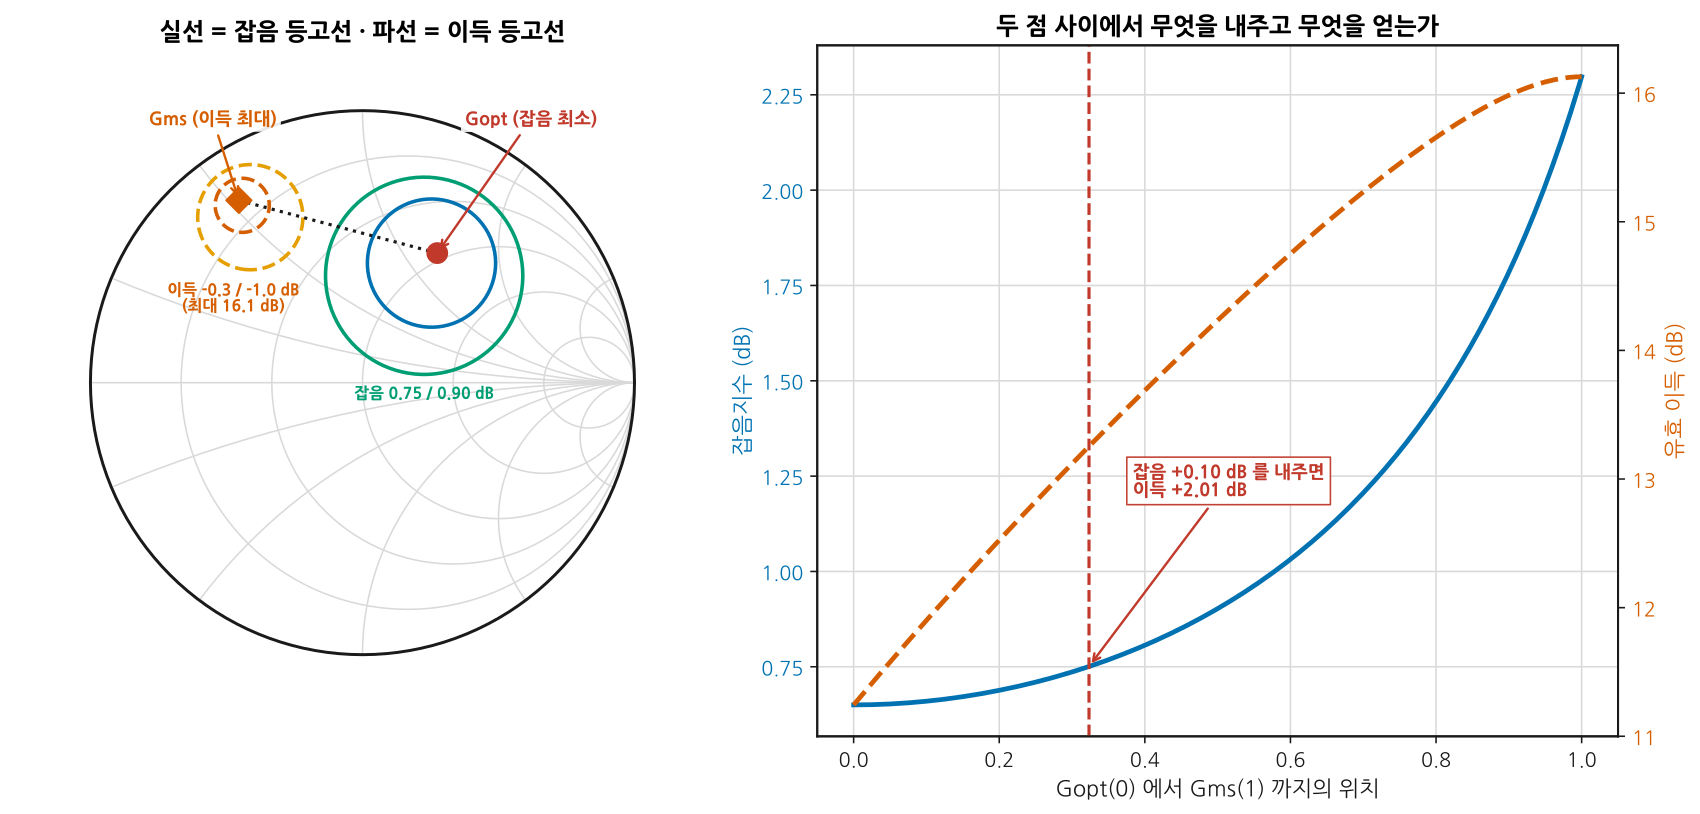 실선 = 잡음 등고선 · 파선 = 이득 등고선
Gms (이득 최대)
Gopt (잡음 최소)
이득 -0.3 / -1.0 dB
(최대 16.1 dB)
잡음 0.75 / 0.90 dB
두 점 사이에서 무엇을 내주고 무엇을 얻는가
잡음지수 (dB)
2.25
2.00
1.75
1.50
1.25
1.00
0.75
잡음 +0.10 dB 를 내주면
이득 +2.01 dB
16
15
14
13
12
11
유효 이득 (dB)
0.0
0.2
0.4
0.6
0.8
1.0
Gopt(0) 에서 Gms(1) 까지의 위치